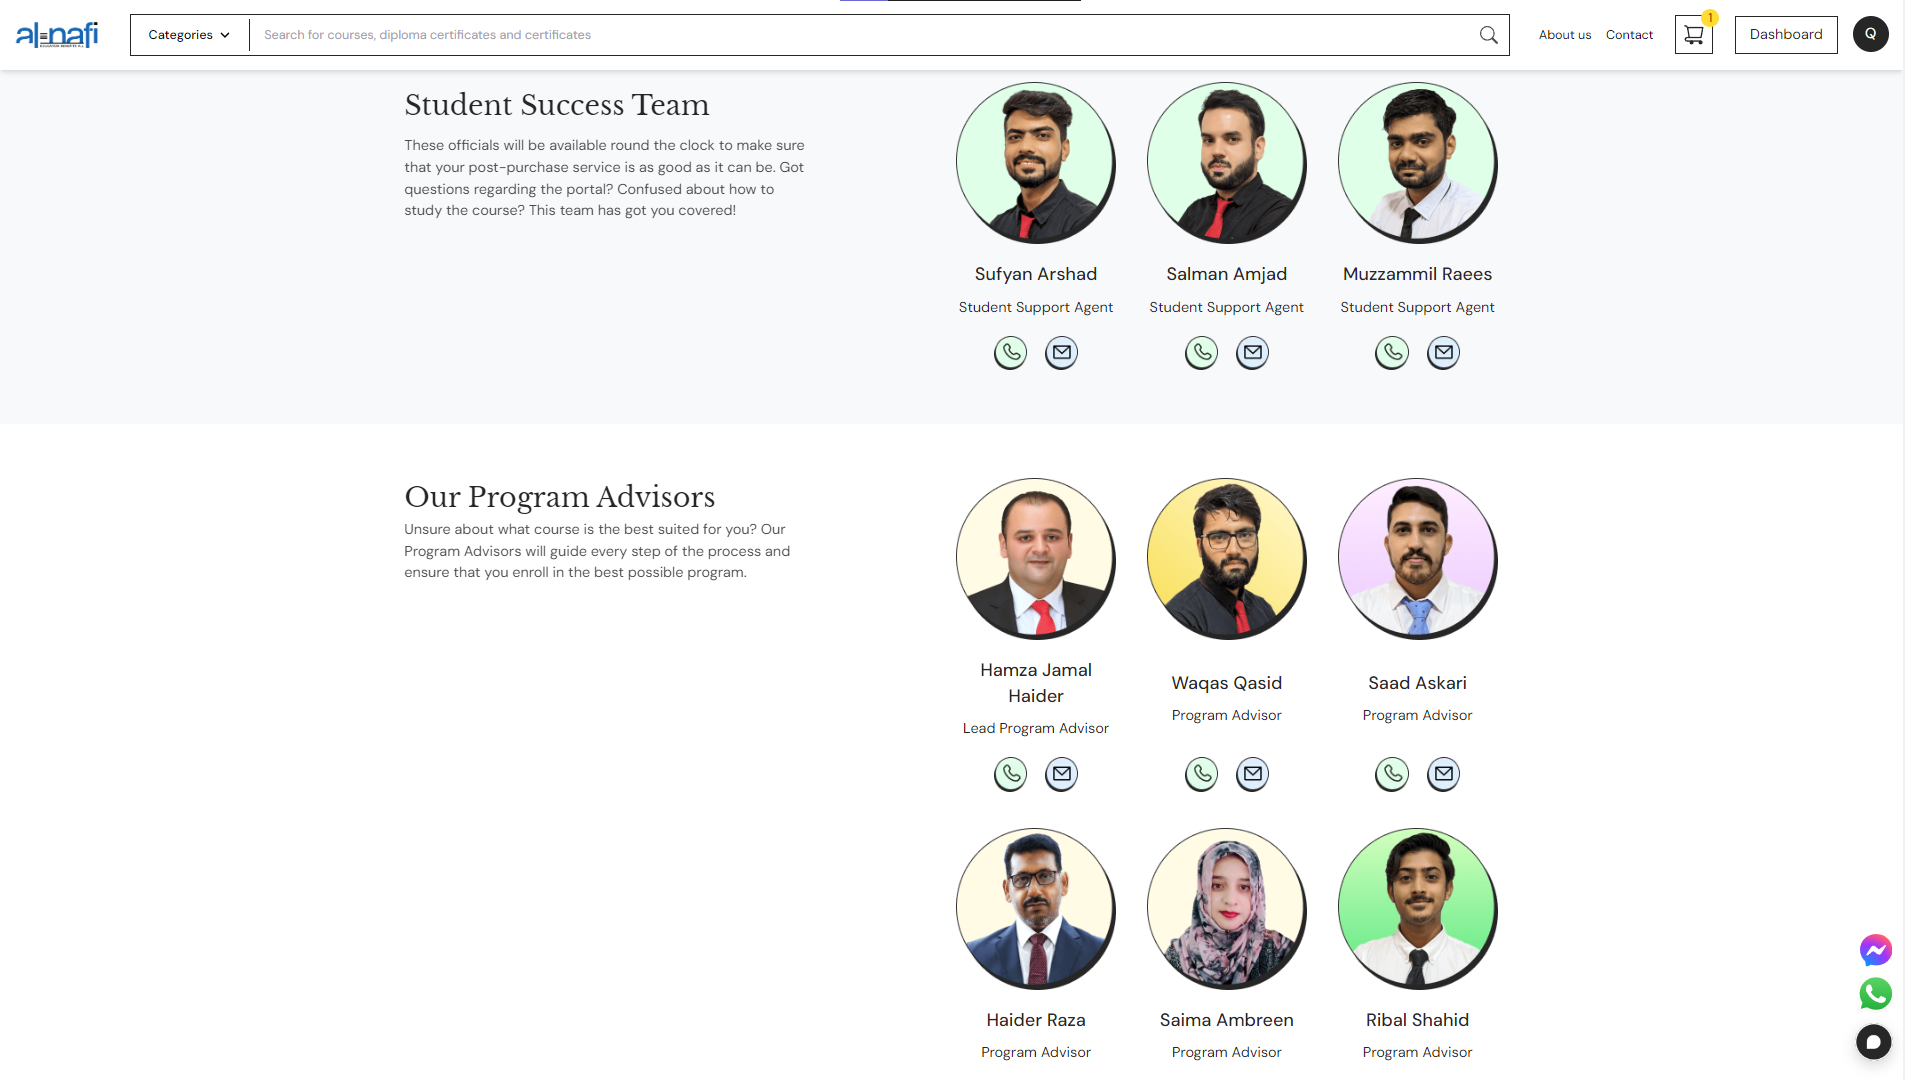 al-nafi
Categories
Search for courses, diploma certificates and certificates
About us
Contact
1
Dashboard
Q
Student Success Team
These officials will be available round the clock to make sure
that your post-purchase service is as good as it can be. Got
questions regarding the portal? Confused about how to
study the course? This team has got you covered!
Sufyan Arshad
Student Support Agent
Salman Amjad
Student Support Agent
Muzzammil Raees
Student Support Agent
Our Program Advisors
Unsure about what course is the best suited for you? Our
Program Advisors will guide every step of the process and
ensure that you enroll in the best possible program.
Hamza Jamal
Haider
Lead Program Advisor
Waqas Qasid
Program Advisor
Saad Askari
Program Advisor
Haider Raza
Program Advisor
Saima Ambreen
Program Advisor
Ribal Shahid
Program Advisor